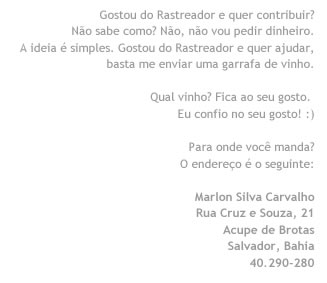 Gostou do Rastreador e quer contribuir?
Não sabe como? Não, não vou pedir dinheiro.
A ideia é simples. Gostou do Rastreador e quer ajudar,
basta me enviar uma garrafa de vinho.
Qual vinho? Fica ao seu gosto.
Eu confio no seu gosto! :)
Para onde você manda?
O endereço é o seguinte:
Marlon Silva Carvalho
Rua Cruz e Souza, 21
Acupe de Brotas
Salvador, Bahia
40.290-280